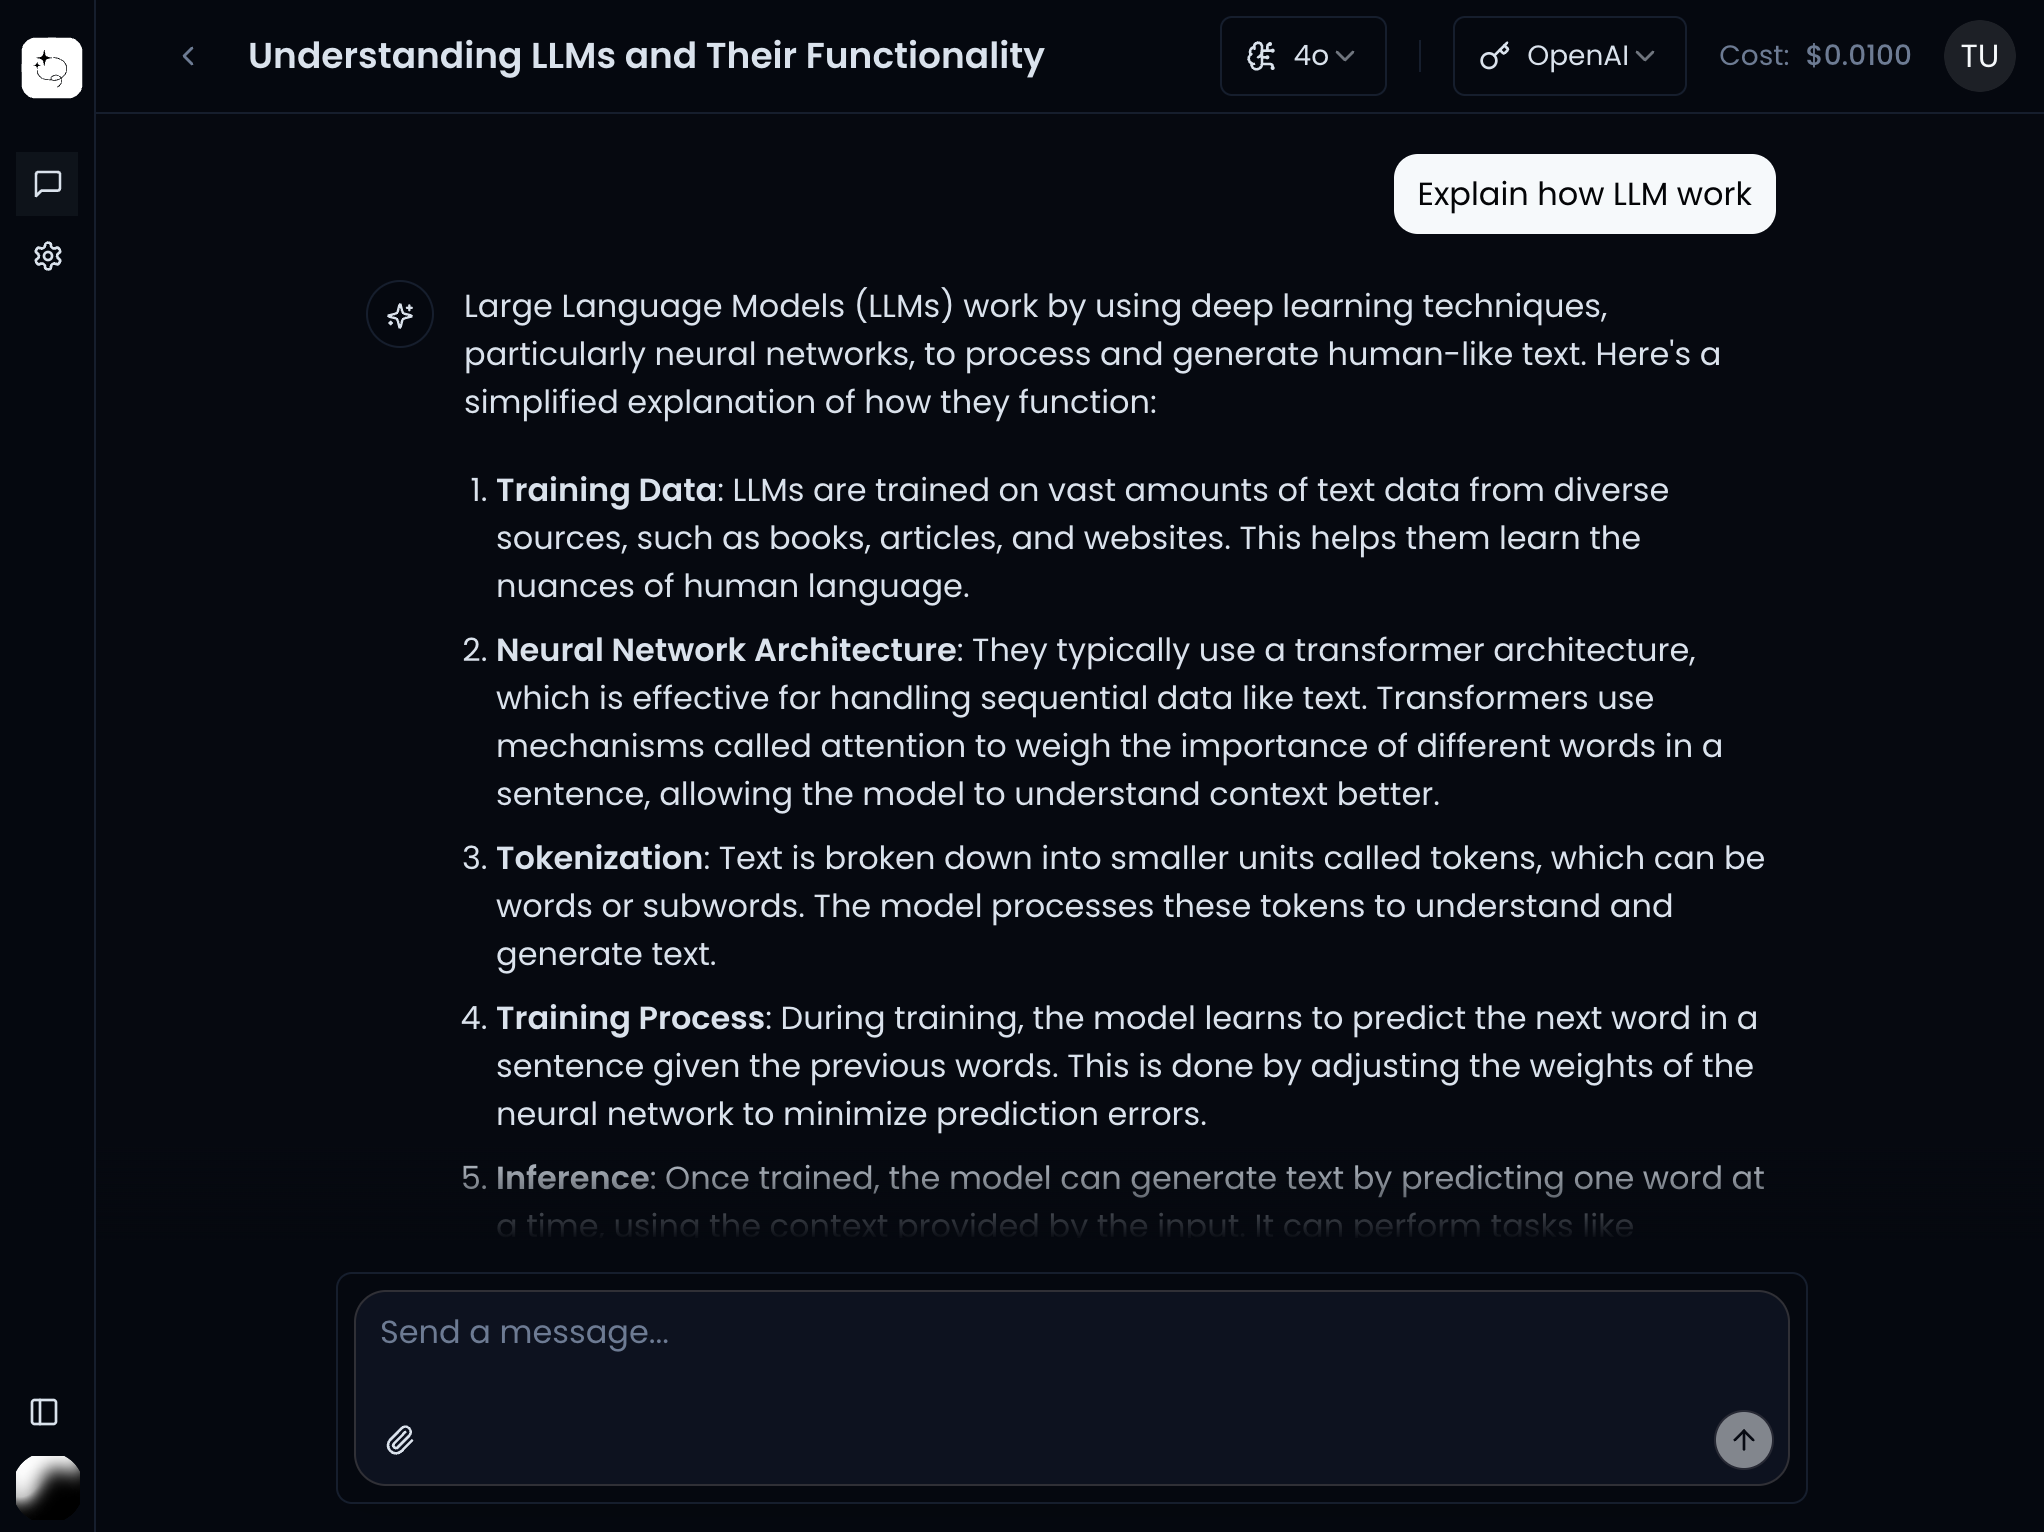 Understanding LLMs and Their Functionality
4o
OpenAI
Cost: $0.0100
TU
Explain how LLM work
Large Language Models (LLMs) work by using deep learning techniques,
particularly neural networks, to process and generate human-like text. Here's a
simplified explanation of how they function:
1. Training Data: LLMs are trained on vast amounts of text data from diverse
sources, such as books, articles, and websites. This helps them learn the
nuances of human language.
2. Neural Network Architecture: They typically use a transformer architecture,
which is effective for handling sequential data like text. Transformers use
mechanisms called attention to weigh the importance of different words in a
sentence, allowing the model to understand context better.
3. Tokenization: Text is broken down into smaller units called tokens, which can be
words or subwords. The model processes these tokens to understand and
generate text.
4. Training Process: During training, the model learns to predict the next word in a
sentence given the previous words. This is done by adjusting the weights of the
neural network to minimize prediction errors.
5. Inference: Once trained, the model can generate text by predicting one word at
a time, using the context provided by the input. It can perform tasks like
Send a message...